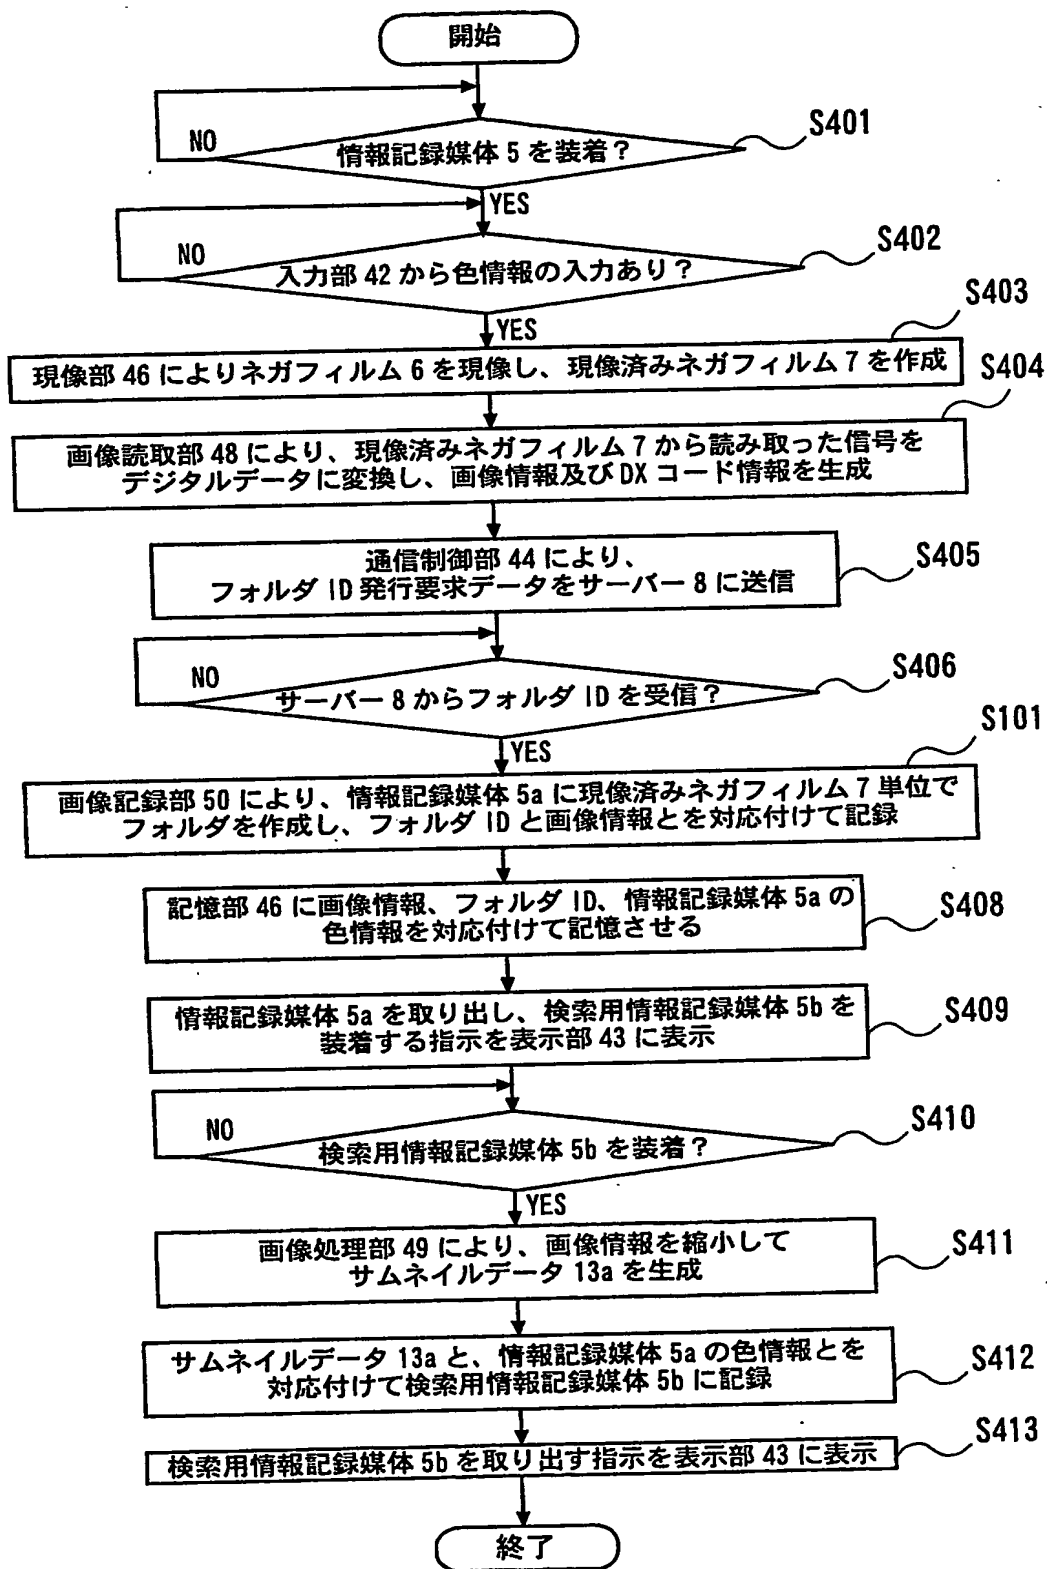 開始
S401
NO
情報記録媒体 5 を装着?
YES
S402
NO
入力部 42 から色情報の入力あり?
YES
S403
現像部 46 によりネガフィルム 6 を現像し、現像済みネガフィルム 7 を作成
S404
画像読取部 48 により、現像済みネガフィルム 7 から読み取った信号を
デジタルデータに変換し、画像情報及び DX コード情報を生成
S405
通信制御部 44 により、
フォルダ ID 発行要求データをサーバー 8 に送信
S406
NO
サーバー 8 からフォルダ ID を受信?
YES
S101
画像記録部 50 により、情報記録媒体 5a に現像済みネガフィルム 7 単位で
フォルダを作成し、フォルダ ID と画像情報とを対応付けて記録
S408
記憶部 46 に画像情報、フォルダ ID、情報記録媒体 5a の
色情報を対応付けて記憶させる
S409
情報記録媒体 5a を取り出し、検索用情報記録媒体 5b を
装着する指示を表示部 43 に表示
S410
NO
検索用情報記録媒体 5b を装着?
YES
S411
画像処理部 49 により、画像情報を縮小して
サムネイルデータ 13a を生成
S412
サムネイルデータ 13a と、情報記録媒体 5a の色情報とを
対応付けて検索用情報記録媒体 5b に記録
S413
検索用情報記録媒体 5b を取り出す指示を表示部 43 に表示
終了